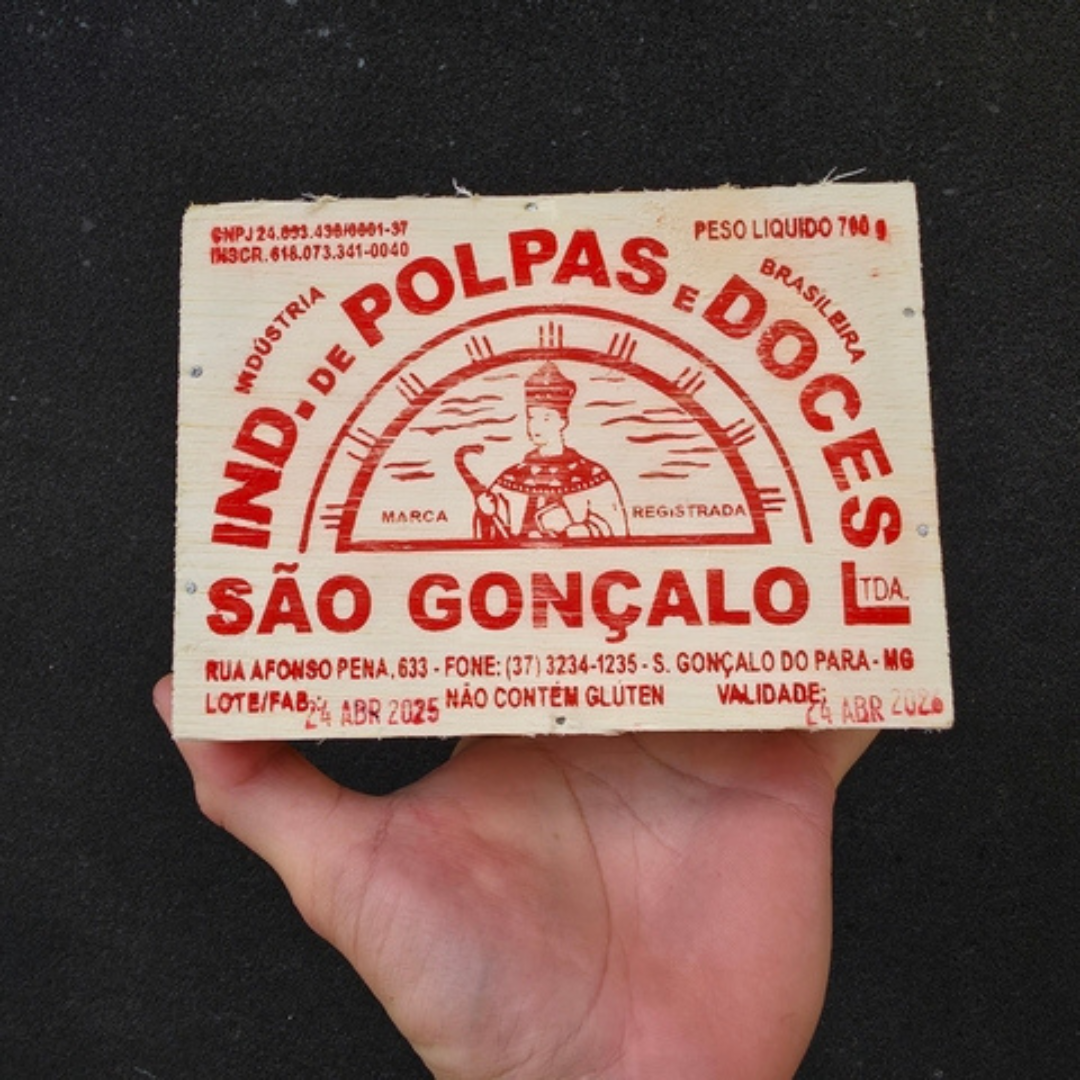 CNPJ 24.693.436/0001-37
INSCR. 618.073.341-0040
PESO LIQUIDO 700 g
INDÚSTRIA
BRASILEIRA
IND. DE POLPAS E DOCES
MARCA REGISTRADA
SÃO GONÇALO LTDA.
RUA AFONSO PENA, 633 - FONE: (37) 3234-1235 - S. GONÇALO DO PARA - MG
LOTE/FAB.: 24 ABR 2025 NÃO CONTÉM GLÚTEN VALIDADE: 24 ABR 2026